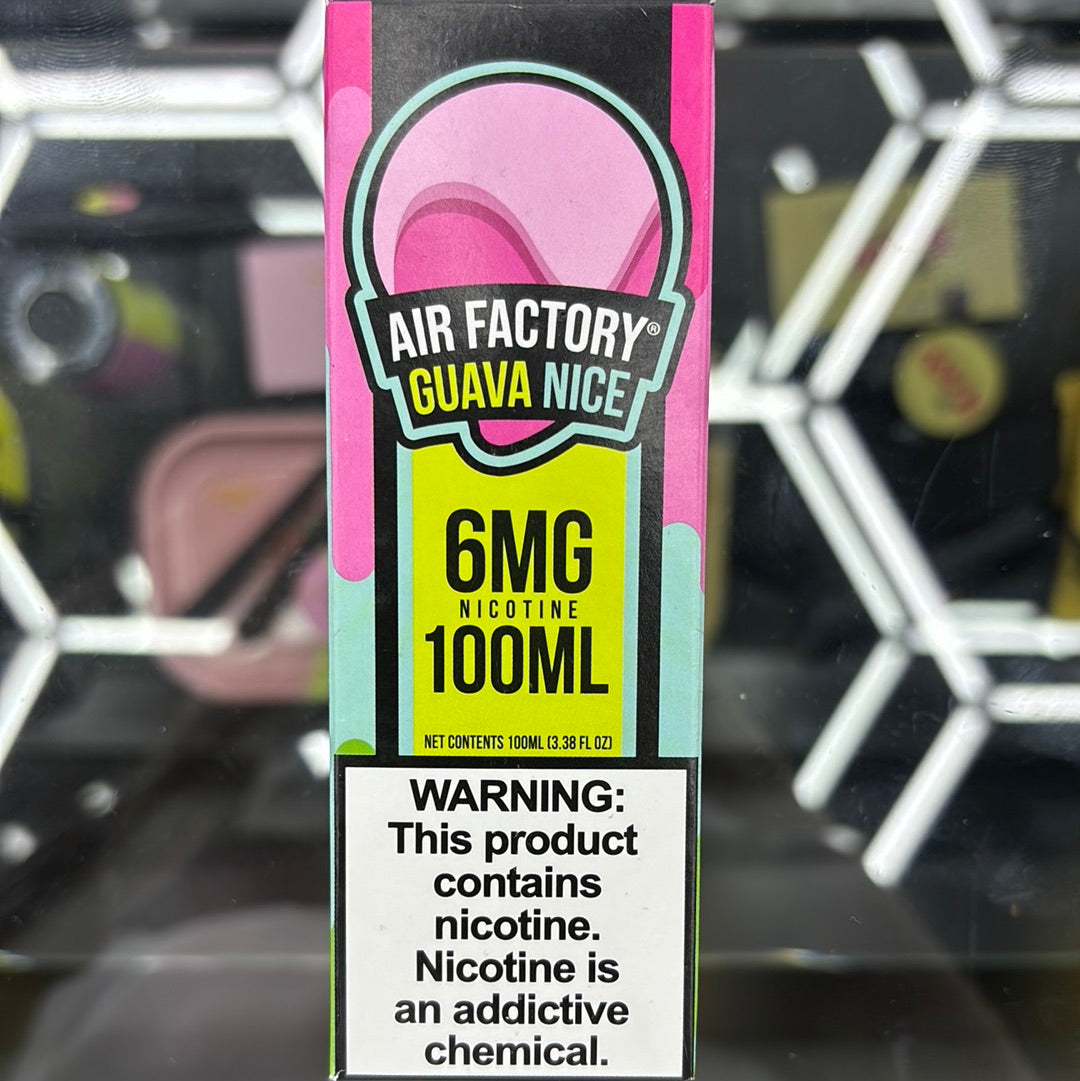 AIR FACTORY®
GUAVA NICE
6MG
NICOTINE
100ML
NET CONTENTS 100ML (3.38 FL OZ)
WARNING:
This product
contains
nicotine.
Nicotine is
an addictive
chemical.